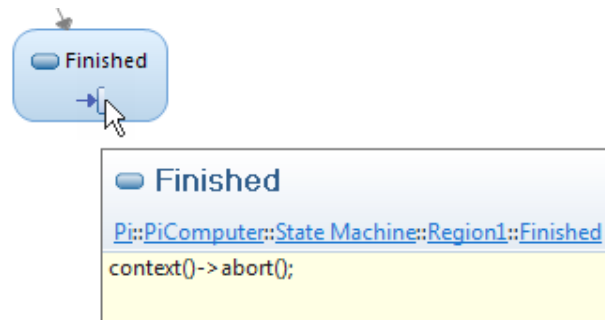 Finished
Finished
Pi::PiComputer::State Machine::Region1::Finished
context()->abort();